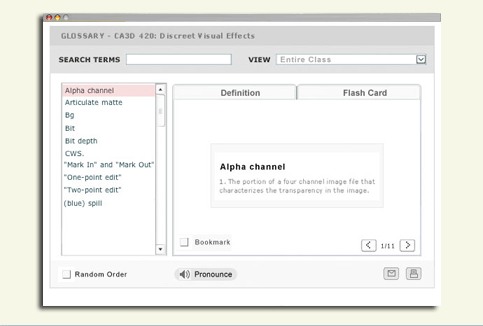 GLOSSARY - CA3D 420: Discreet Visual Effects
SEARCH TERMS
VIEW Entire Class
Alpha channel
Articulate matte
Bg
Bit
Bit depth
CWS.
"Mark In" and "Mark Out"
"One-point edit"
"Two-point edit"
(blue) spill
Definition
Flash Card
Alpha channel
1. The portion of a four channel image file that
characterizes the transparency in the image.
Bookmark
1/11
Random Order
Pronounce